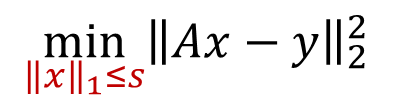 min ‖Ax − y‖₂²
‖x‖₁≤s